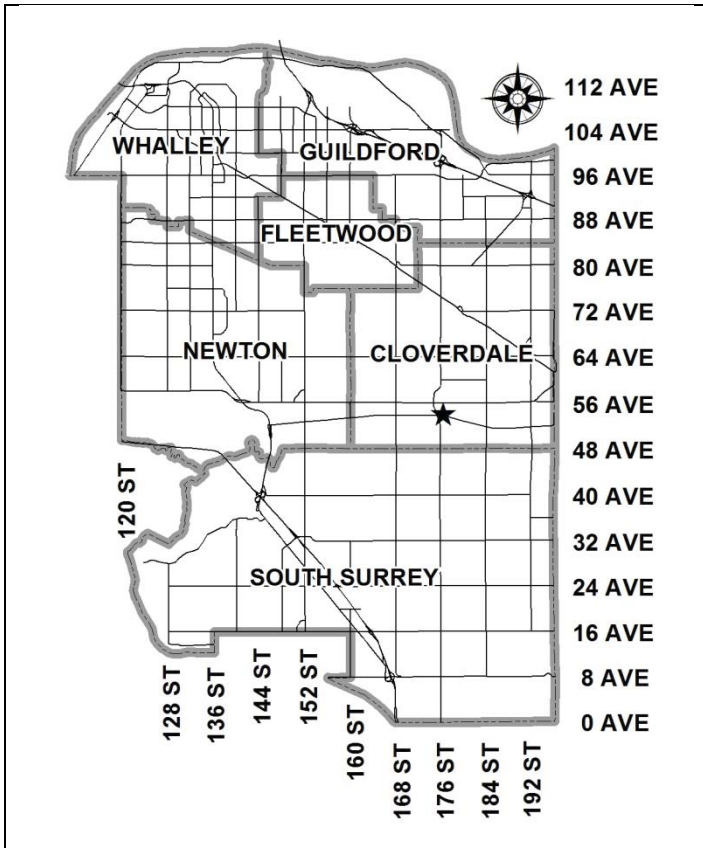 112 AVE
104 AVE
WHALLEY
GUILDFORD
96 AVE
88 AVE
FLEETWOOD
80 AVE
72 AVE
NEWTON
CLOVERDALE
64 AVE
56 AVE
48 AVE
120 ST
40 AVE
32 AVE
SOUTH SURREY
24 AVE
16 AVE
128 ST
136 ST
144 ST
152 ST
8 AVE
160 ST
0 AVE
168 ST
176 ST
184 ST
192 ST